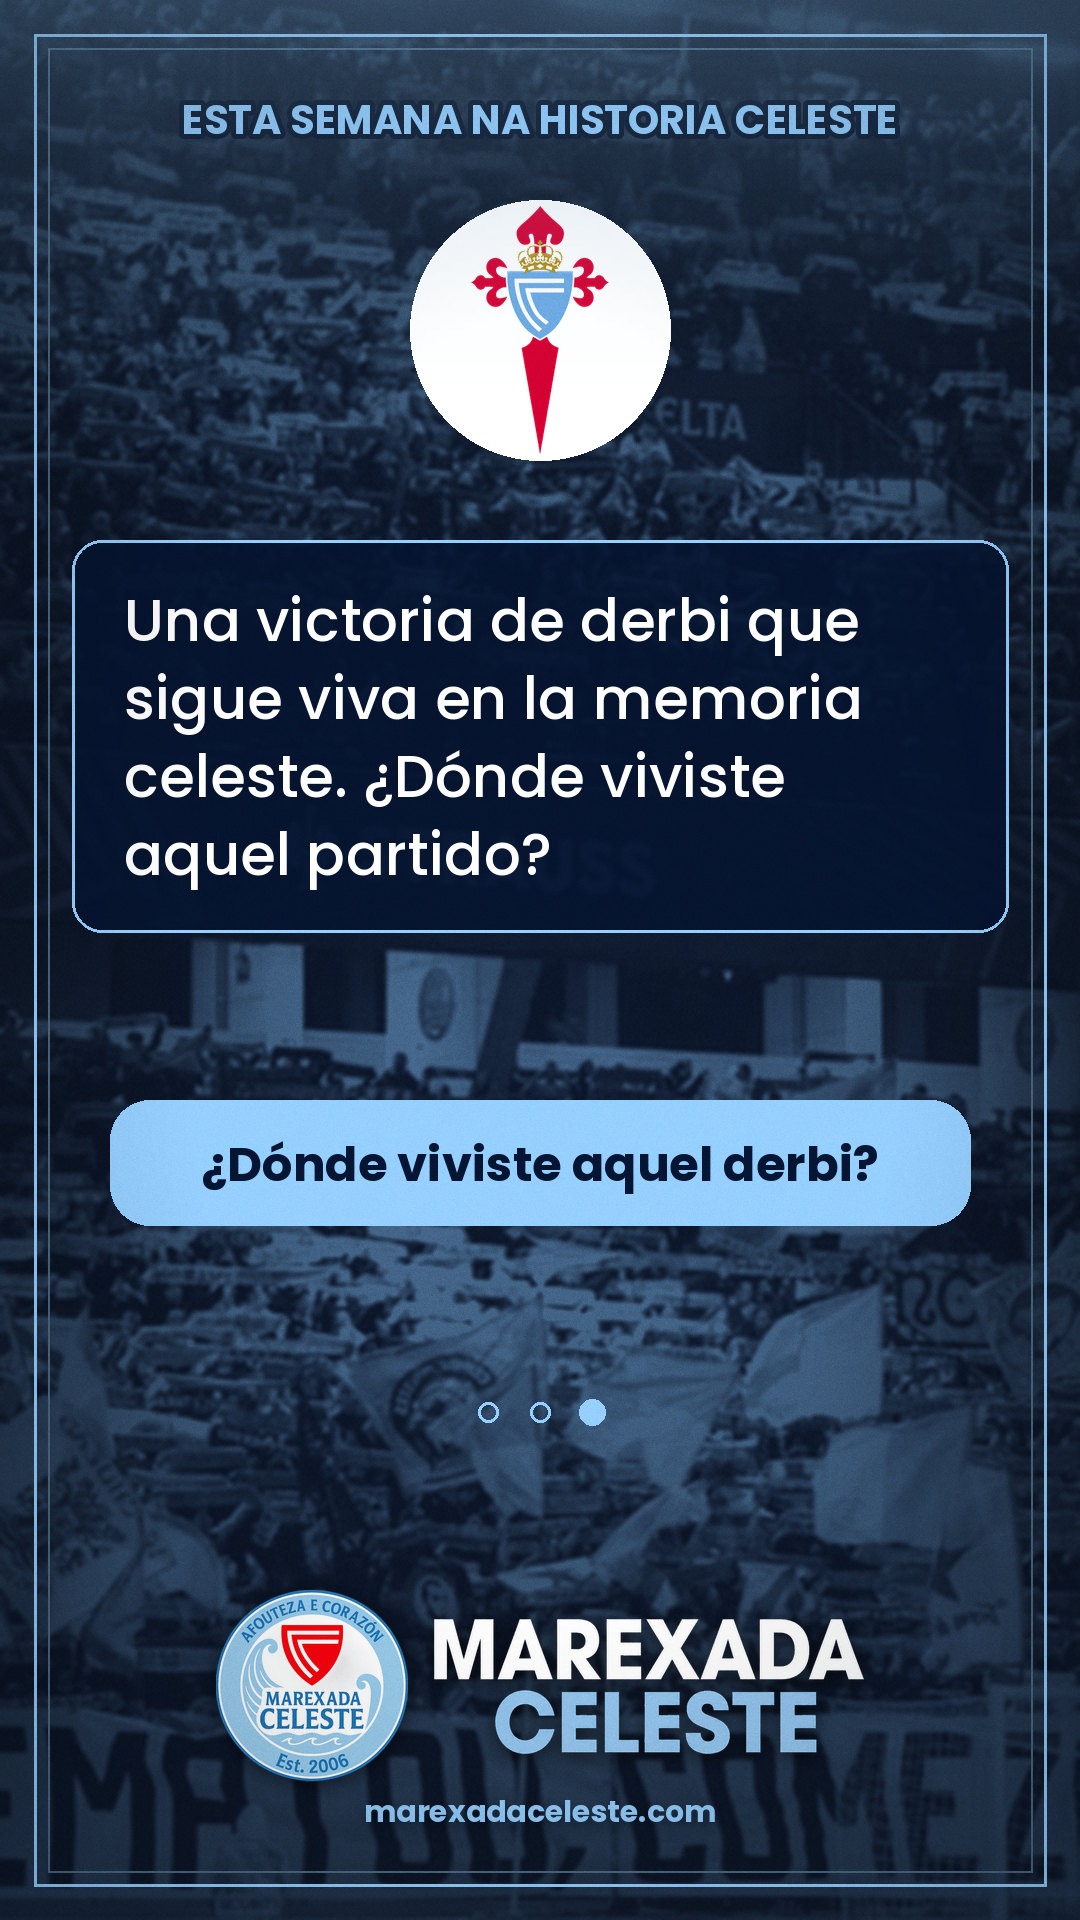 ESTA SEMANA NA HISTORIA CELESTE
ELTA
Una victoria de derbi que
sigue viva en la memoria
celeste. ¿Dónde viviste
aquel partido?
¿Dónde viviste aquel derbi?
AFOUTEZA E CORAZÓN
MAREXADA
CELESTE
Est. 2006
MAREXADA
CELESTE
marexadaceleste.com